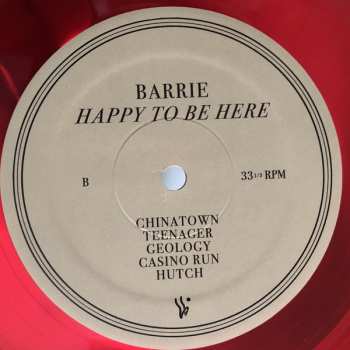 BARRIE
HAPPY TO BE HERE
B 33 1/3 RPM
CHINATOWN
TEENAGER
GEOLOGY
CASINO RUN
HUTCH